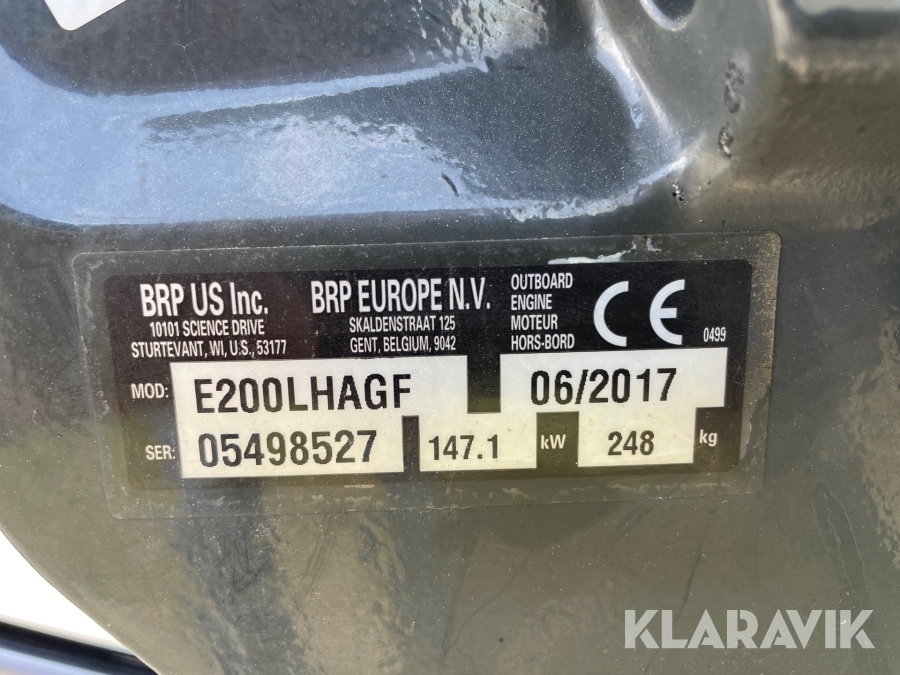 BRP US Inc.
10101 SCIENCE DRIVE
STURTEVANT, WI, U.S., 53177
BRP EUROPE N.V.
SKALDENSTRAAT 125
GENT, BELGIUM, 9042
OUTBOARD
ENGINE
MOTEUR
HORS-BORD
CE
0499
MOD: E200LHAGF
06/2017
SER: 05498527
147.1 kW
248 kg
KLARAVIK